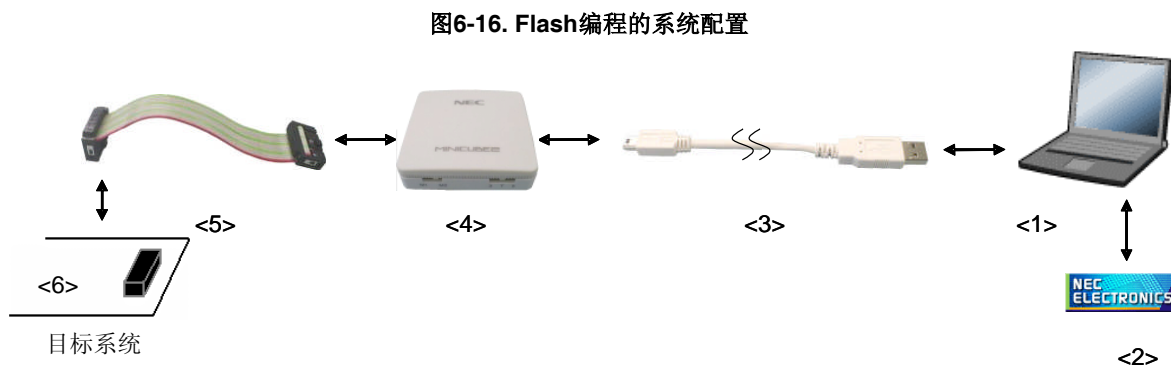 图6-16. Flash编程的系统配置
NEC
MINICUBE2
<5>
<4>
<3>
<1>
<6>
NEC
ELECTRONICS
目标系统
<2>